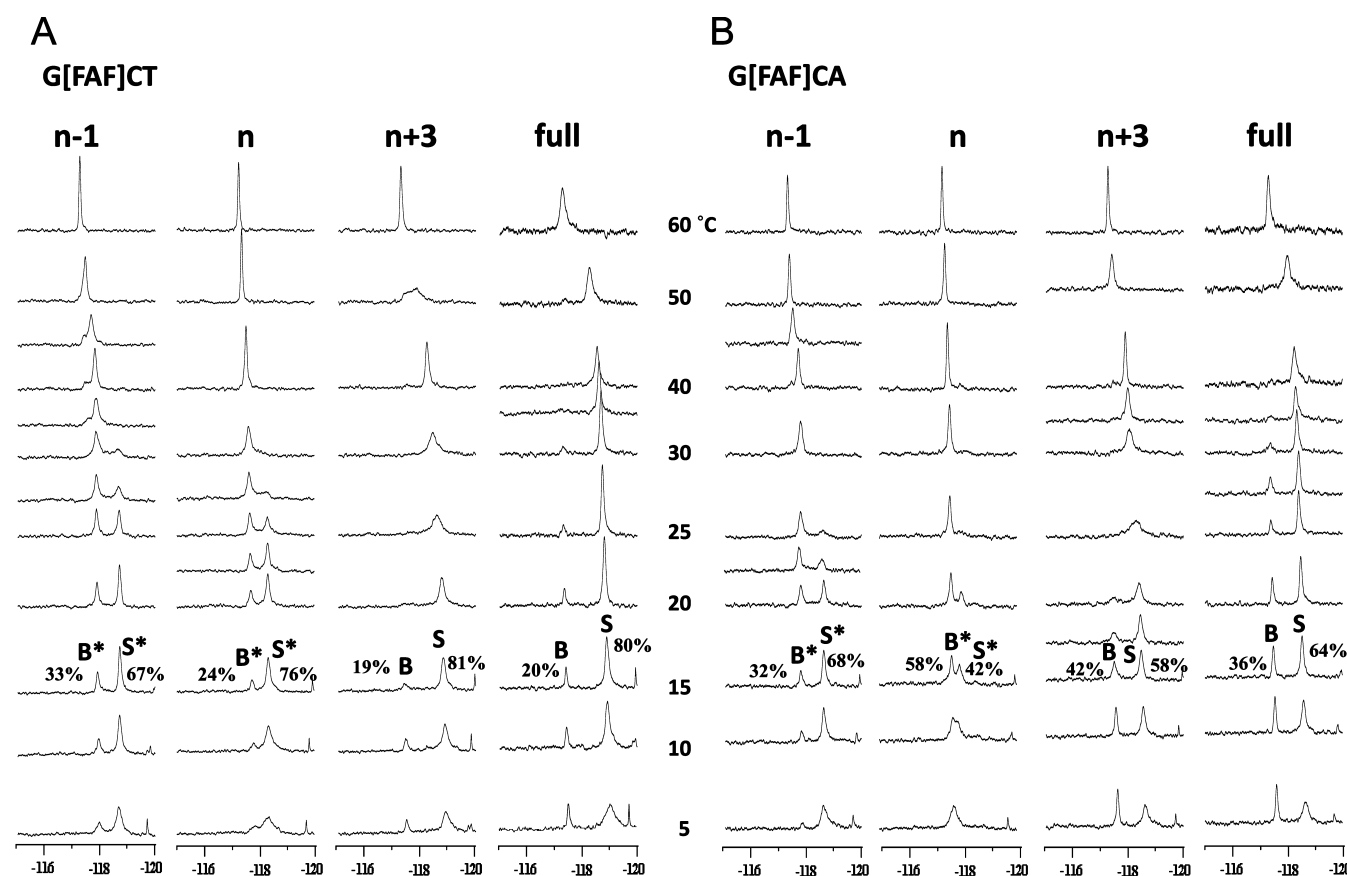 A
B
G[FAF]CT
G[FAF]CA
n-1 n n+3 full
n-1 n n+3 full
60 °C
50
40
30
25
20
15
10
5
33% B* S* 67%
24% B* S* 76%
19% B S 81%
20% B S 80%
32% B* S* 68%
58% B* S* 42%
42% B S 58%
36% B S 64%
-116 -118 -120
-116 -118 -120
-116 -118 -120
-116 -118 -120
-116 -118 -120
-116 -118 -120
-116 -118 -120
-116 -118